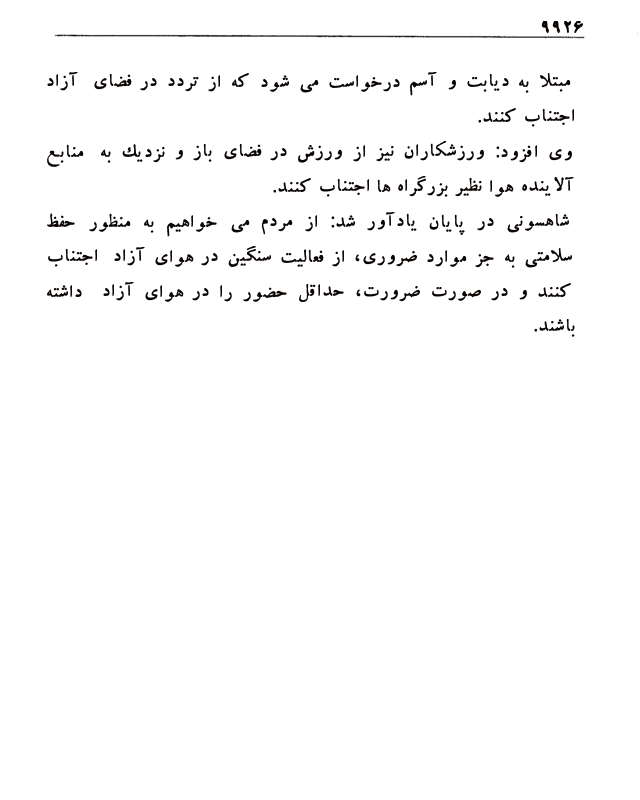 ۹۹۲۶
مبتلا به دیابت و آسم درخواست می شود که از تردد در فضای آزاد
اجتناب کنند.
وی افزود: ورزشکاران نیز از ورزش در فضای باز و نزدیك به منابع
آلاینده هوا نظیر بزرگراه ها اجتناب کنند.
شاهسونی در پایان یادآور شد: از مردم می خواهیم به منظور حفظ
سلامتی به جز موارد ضروری، از فعالیت سنگین در هوای آزاد اجتناب
کنند و در صورت ضرورت، حداقل حضور را در هوای آزاد داشته
باشند.